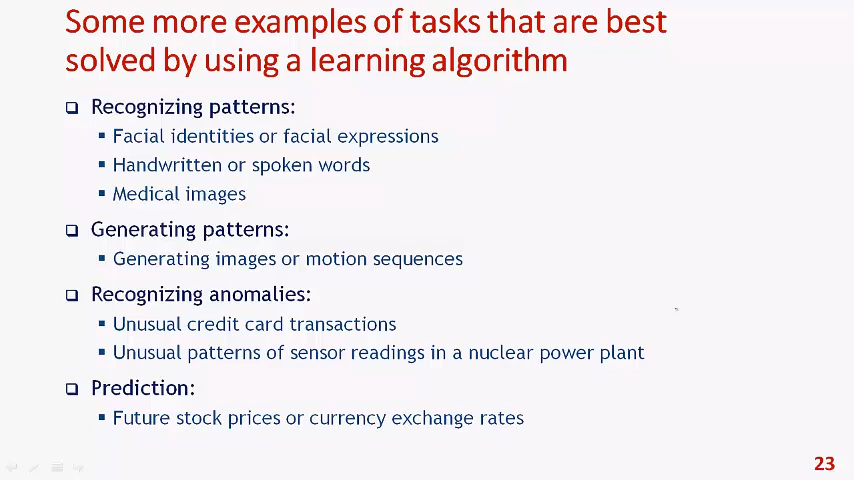 Some more examples of tasks that are best
solved by using a learning algorithm
Recognizing patterns:
Facial identities or facial expressions
Handwritten or spoken words
Medical images
Generating patterns:
Generating images or motion sequences
Recognizing anomalies:
Unusual credit card transactions
Unusual patterns of sensor readings in a nuclear power plant
Prediction:
Future stock prices or currency exchange rates
23